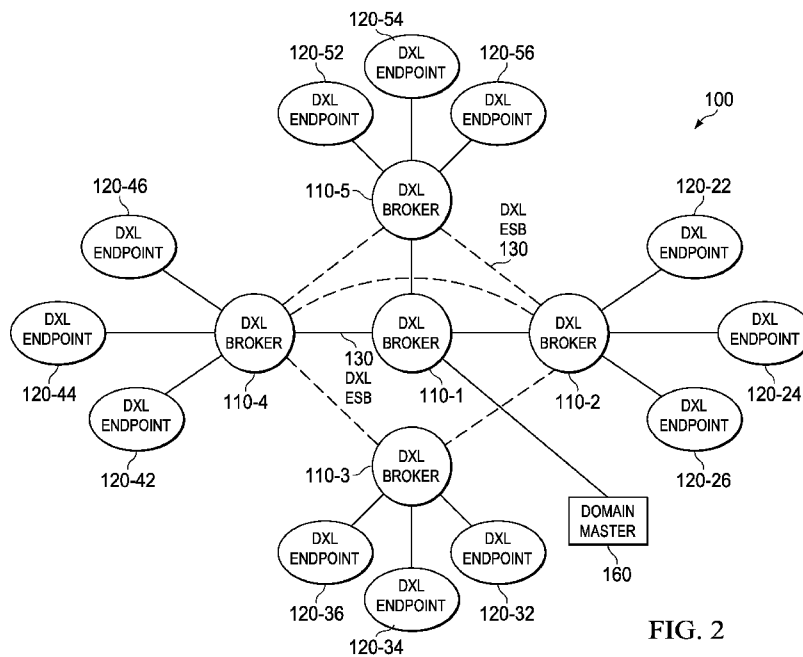 120-54
DXL
ENDPOINT
120-52
DXL
ENDPOINT
120-56
DXL
ENDPOINT
100
120-46
DXL
ENDPOINT
110-5
DXL
BROKER
DXL
ESB
130
120-22
DXL
ENDPOINT
DXL
ENDPOINT
120-44
DXL
BROKER
110-4
130
DXL
ESB
DXL
BROKER
110-1
DXL
BROKER
110-2
DXL
ENDPOINT
120-24
DXL
ENDPOINT
120-42
DXL
ENDPOINT
120-26
110-3
DXL
BROKER
DOMAIN
MASTER
160
DXL
ENDPOINT
120-36
DXL
ENDPOINT
120-34
DXL
ENDPOINT
120-32
FIG. 2